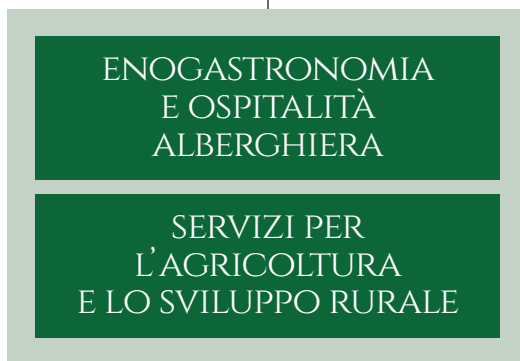 ENOGASTRONOMIA
E OSPITALITÀ
ALBERGHIERA
SERVIZI PER
L'AGRICOLTURA
E LO SVILUPPO RURALE